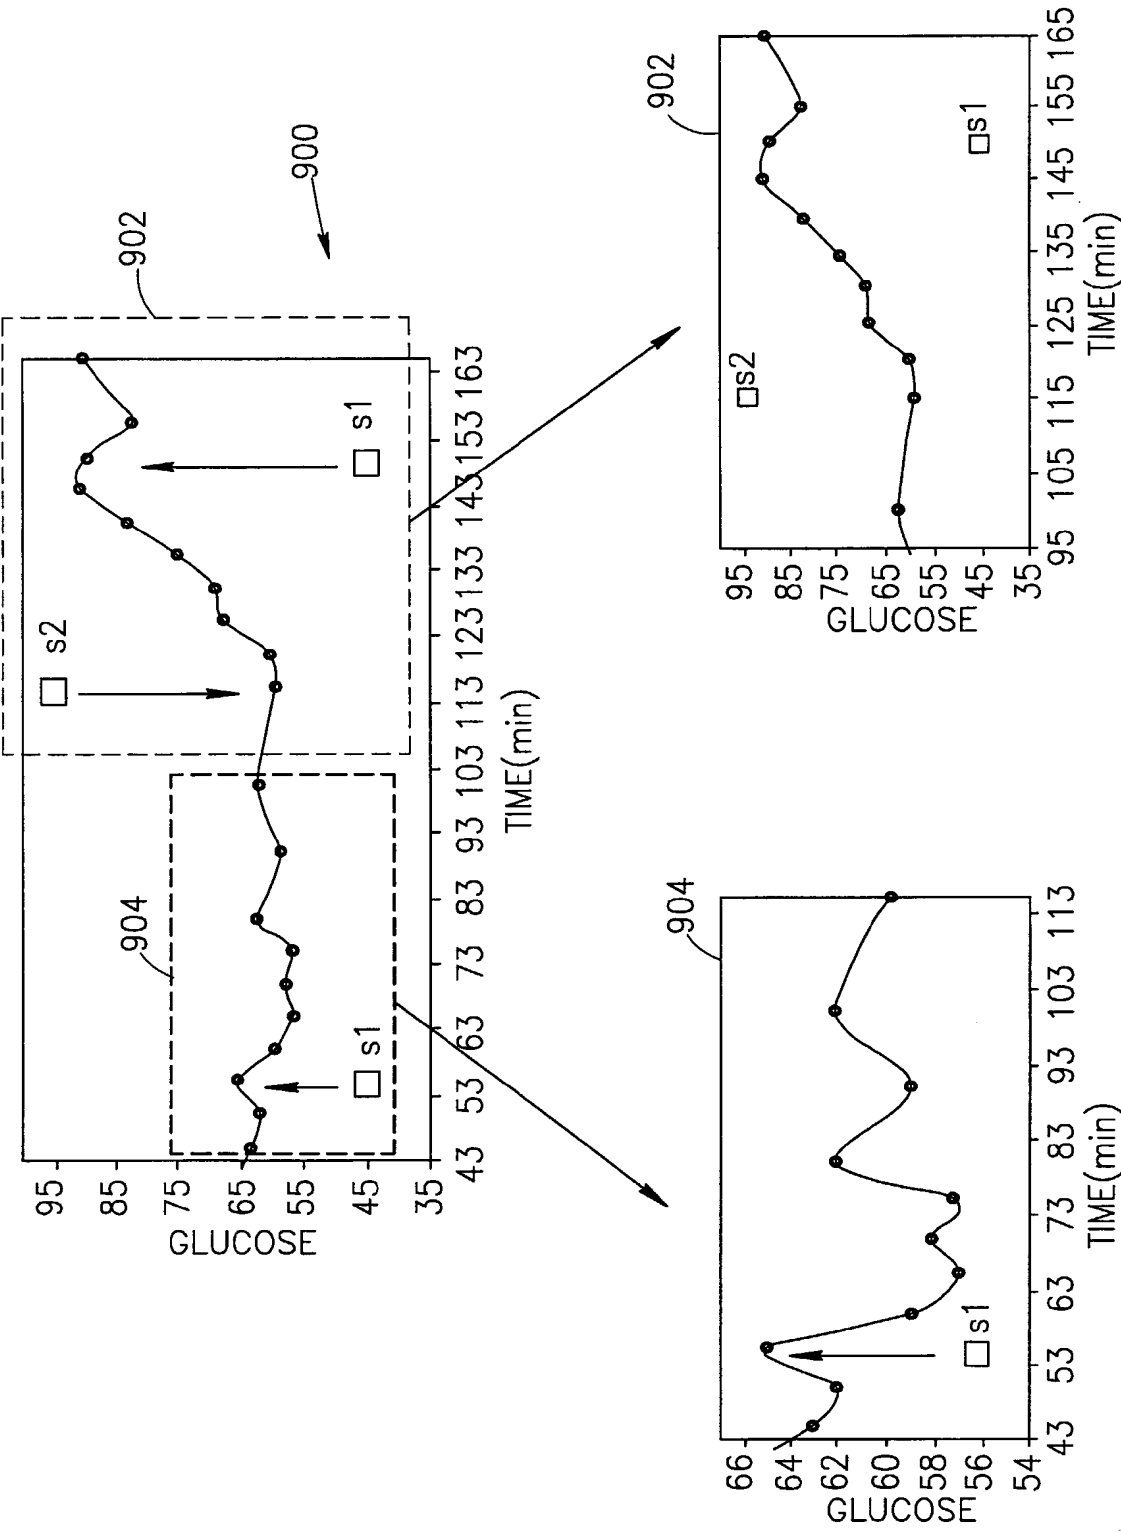 900
902
904
GLUCOSE
95
85
75
65
55
45
35
s2
s1
s1
43 53 63 73 83 93 103 113 123 133 143 153 163
TIME(min)
904
GLUCOSE
66
64
62
60
58
56
54
s1
43 53 63 73 83 93 103 113
TIME(min)
902
GLUCOSE
95
85
75
65
55
45
35
s2
s1
95 105 115 125 135 145 155 165
TIME(min)